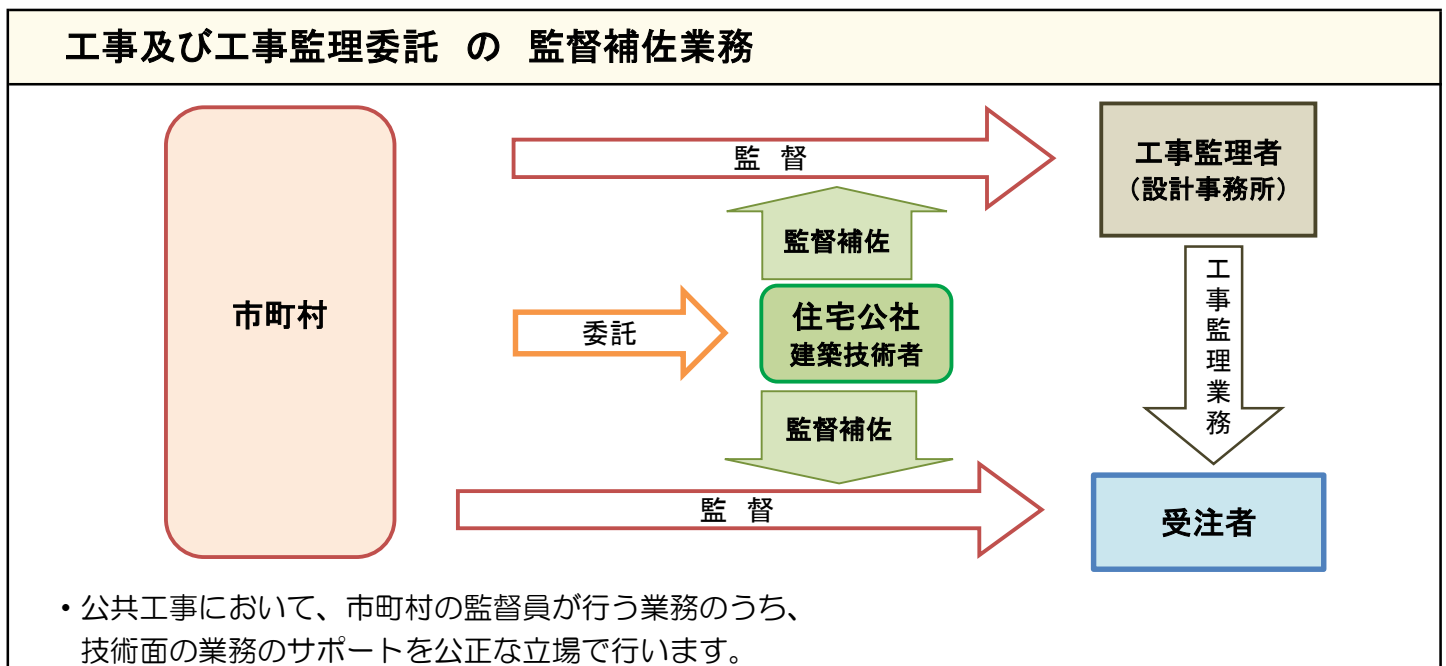 工事及び工事監理委託 の 監督補佐業務
市町村
監 督
監督補佐
委託
住宅公社
建築技術者
監督補佐
監 督
工事監理者
（設計事務所）
工事監理業務
受注者
・公共工事において、市町村の監督員が行う業務のうち、
技術面の業務のサポートを公正な立場で行います。